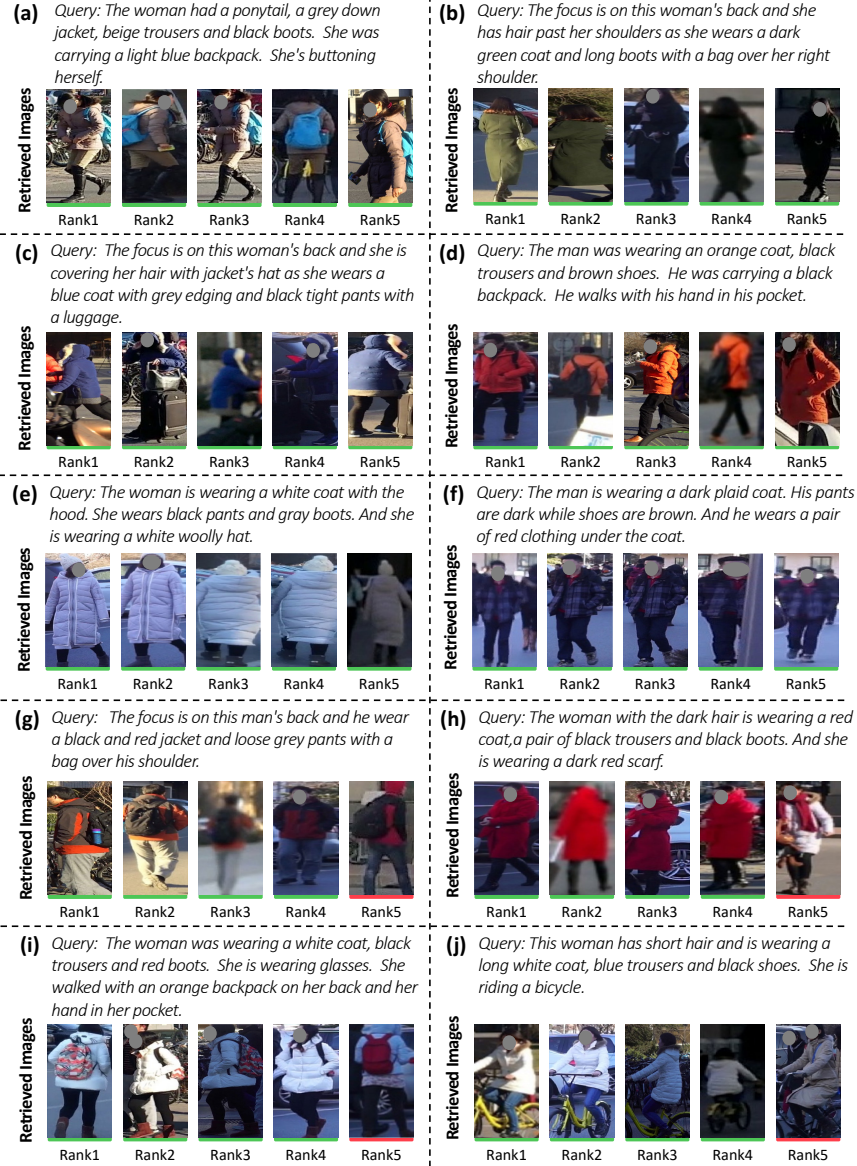 (a) Query: The woman had a ponytail, a grey down
jacket, beige trousers and black boots. She was
carrying a light blue backpack. She's buttoning
herself.
Retrieved Images
Rank1 Rank2 Rank3 Rank4 Rank5
(b) Query: The focus is on this woman's back and she
has hair past her shoulders as she wears a dark
green coat and long boots with a bag over her right
shoulder.
Retrieved Images
Rank1 Rank2 Rank3 Rank4 Rank5
(c) Query: The focus is on this woman's back and she is
covering her hair with jacket's hat as she wears a
blue coat with grey edging and black tight pants with
a luggage.
Retrieved Images
Rank1 Rank2 Rank3 Rank4 Rank5
(d) Query: The man was wearing an orange coat, black
trousers and brown shoes. He was carrying a black
backpack. He walks with his hand in his pocket.
Retrieved Images
Rank1 Rank2 Rank3 Rank4 Rank5
(e) Query: The woman is wearing a white coat with the
hood. She wears black pants and gray boots. And she
is wearing a white woolly hat.
Retrieved Images
Rank1 Rank2 Rank3 Rank4 Rank5
(f) Query: The man is wearing a dark plaid coat. His pants
are dark while shoes are brown. And he wears a pair
of red clothing under the coat.
Retrieved Images
Rank1 Rank2 Rank3 Rank4 Rank5
(g) Query: The focus is on this man's back and he wear
a black and red jacket and loose grey pants with a
bag over his shoulder.
Retrieved Images
Rank1 Rank2 Rank3 Rank4 Rank5
(h) Query: The woman with the dark hair is wearing a red
coat,a pair of black trousers and black boots. And she
is wearing a dark red scarf.
Retrieved Images
Rank1 Rank2 Rank3 Rank4 Rank5
(i) Query: The woman was wearing a white coat, black
trousers and red boots. She is wearing glasses. She
walked with an orange backpack on her back and her
hand in her pocket.
Retrieved Images
Rank1 Rank2 Rank3 Rank4 Rank5
(j) Query: This woman has short hair and is wearing a
long white coat, blue trousers and black shoes. She is
riding a bicycle.
Retrieved Images
Rank1 Rank2 Rank3 Rank4 Rank5